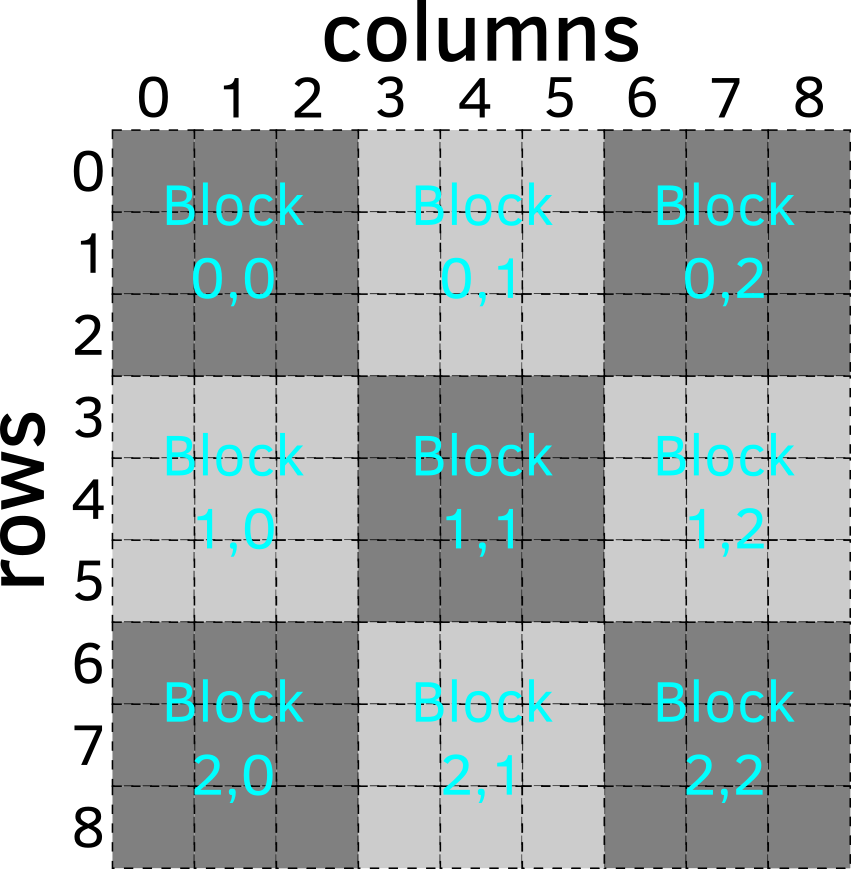 columns
0 1 2 3 4 5 6 7 8
rows
0
Block Block Block
1
0,0 0,1 0,2
2
3
Block Block Block
4
1,0 1,1 1,2
5
6
Block Block Block
7
2,0 2,1 2,2
8